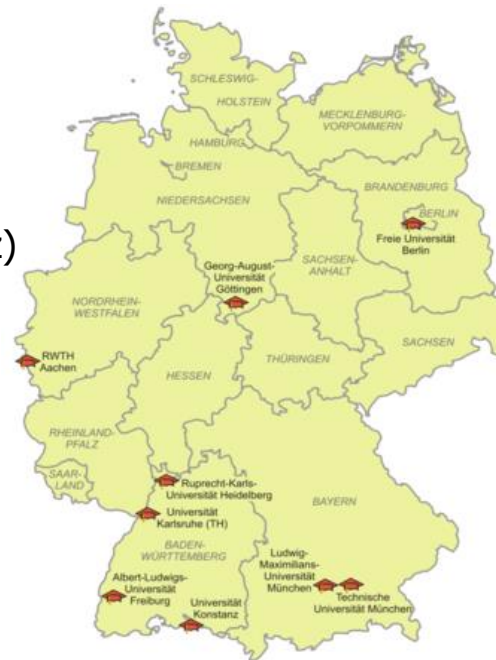 SCHLESWIG-
HOLSTEIN
MECKLENBURG-
VORPOMMERN
HAMBURG
BREMEN
NIEDERSACHSEN
BRANDENBURG
BERLIN
Freie Universität
Berlin
z)
Georg-August-
Universität
Göttingen
SACHSEN-
ANHALT
NORDRHEIN-
WESTFALEN
RWTH
Aachen
HESSEN
THÜRINGEN
SACHSEN
RHEINLAND-
PFALZ
SAAR-
LAND
Ruprecht-Karls-
Universität Heidelberg
Universität
Karlsruhe (TH)
BAYERN
BADEN-
WÜRTTEMBERG
Albert-Ludwigs-
Universität
Freiburg
Universität
Konstanz
Ludwig-
Maximilians-
Universität
München
Technische
Universität München